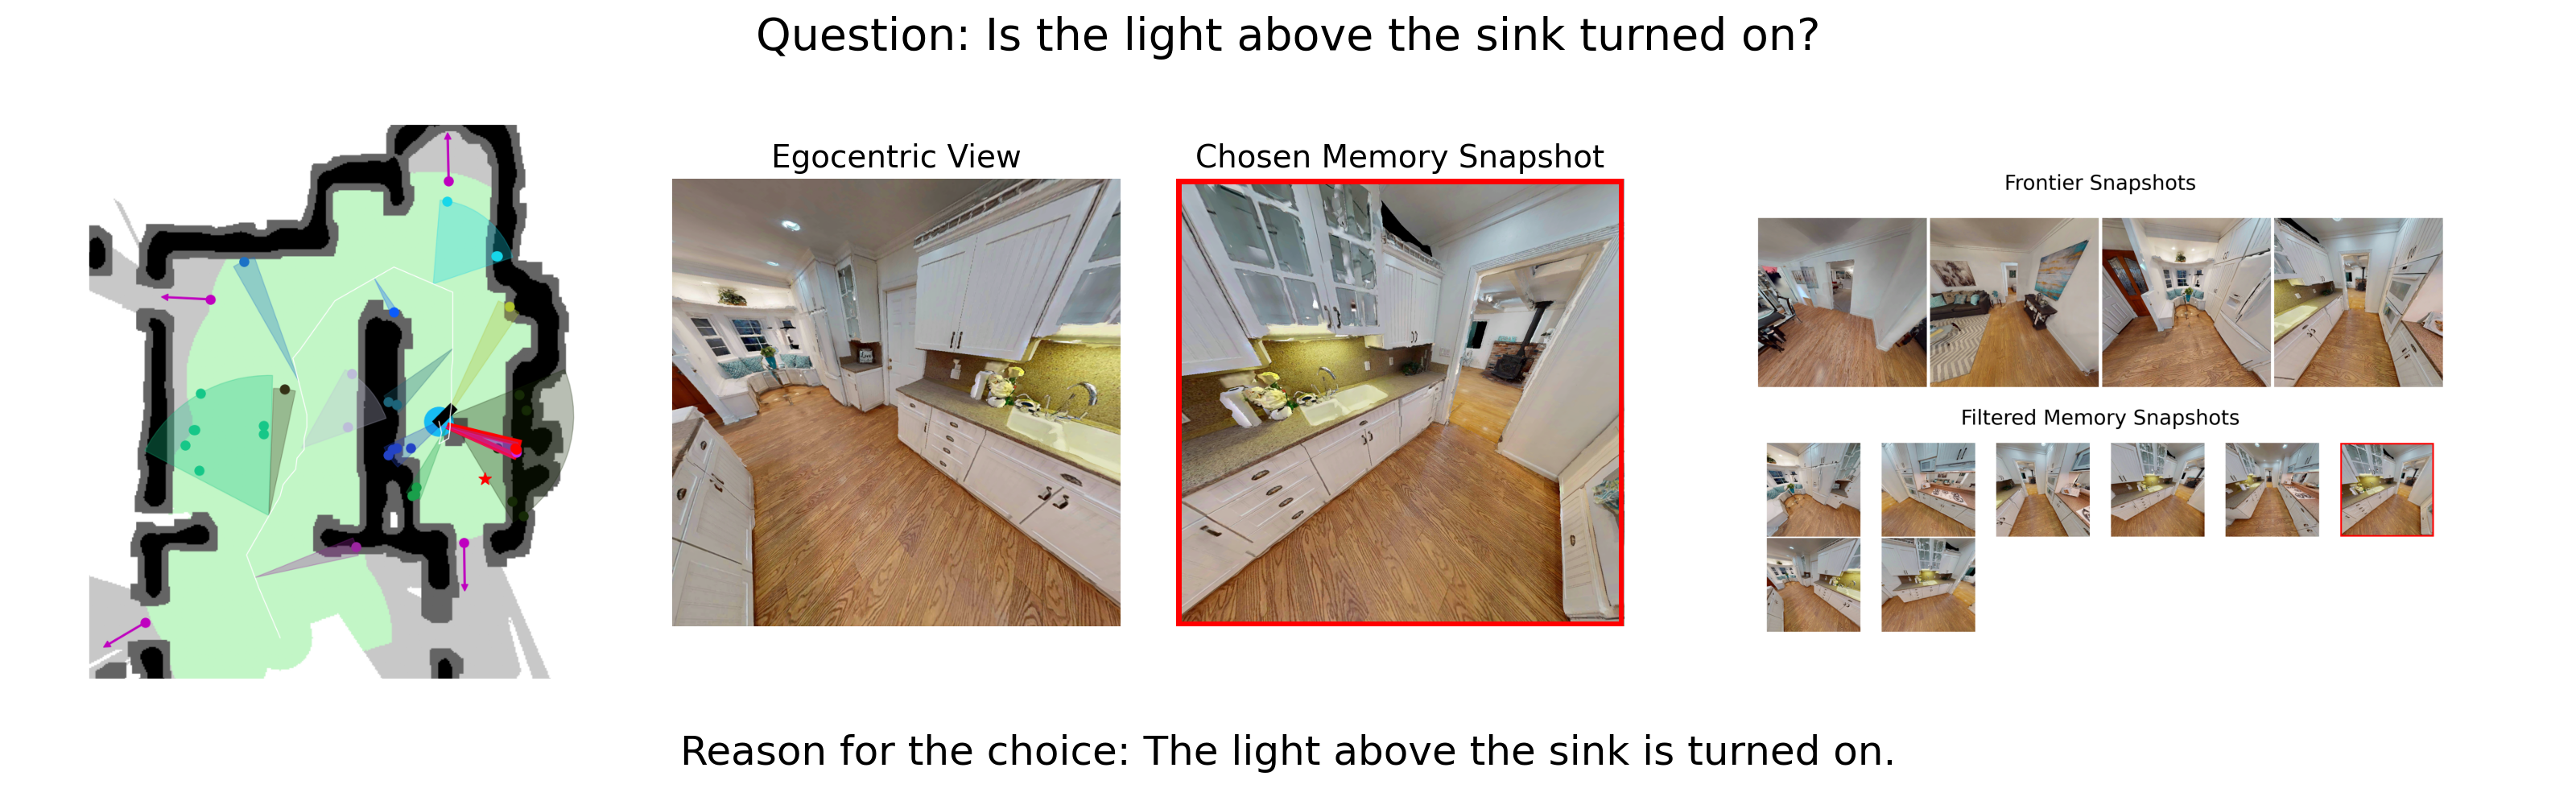 Question: Is the light above the sink turned on?
Egocentric View
Chosen Memory Snapshot
Frontier Snapshots
Filtered Memory Snapshots
Reason for the choice: The light above the sink is turned on.